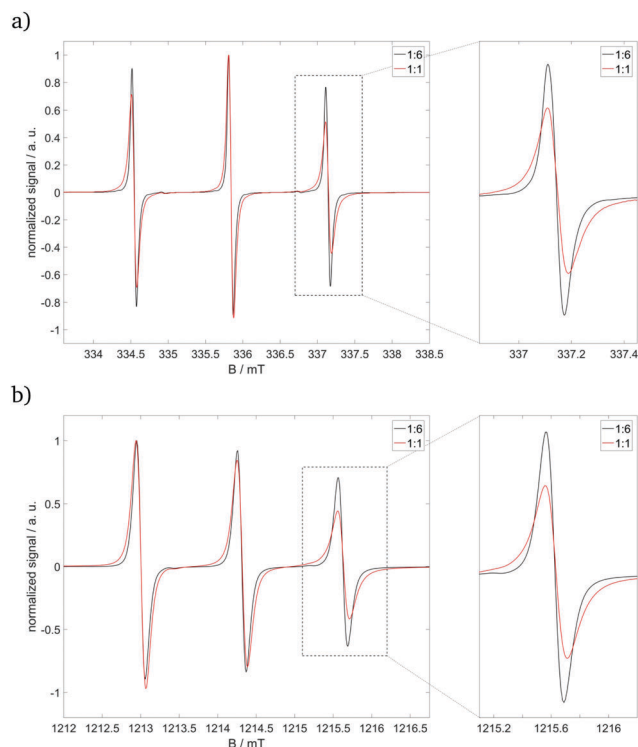 a)
1:6
1:1
1:6
1:1
normalized signal / a. u.
1
0.8
0.6
0.4
0.2
0
-0.2
-0.4
-0.6
-0.8
-1
334 334.5 335 335.5 336 336.5 337 337.5 338 338.5
337 337.2 337.4
B / mT
b)
1:6
1:1
1:6
1:1
normalized signal / a. u.
1
0.5
0
-0.5
-1
1212 1212.5 1213 1213.5 1214 1214.5 1215 1215.5 1216 1216.5
1215.2 1215.6 1216
B / mT